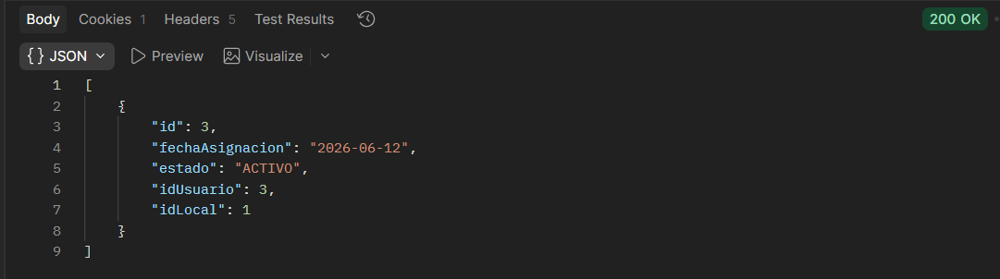 Body Cookies 1 Headers 5 Test Results 200 OK
{} JSON Preview Visualize
1 [
2 {
3 "id": 3,
4 "fechaAsignacion": "2026-06-12",
5 "estado": "ACTIVO",
6 "idUsuario": 3,
7 "idLocal": 1
8 }
9 ]